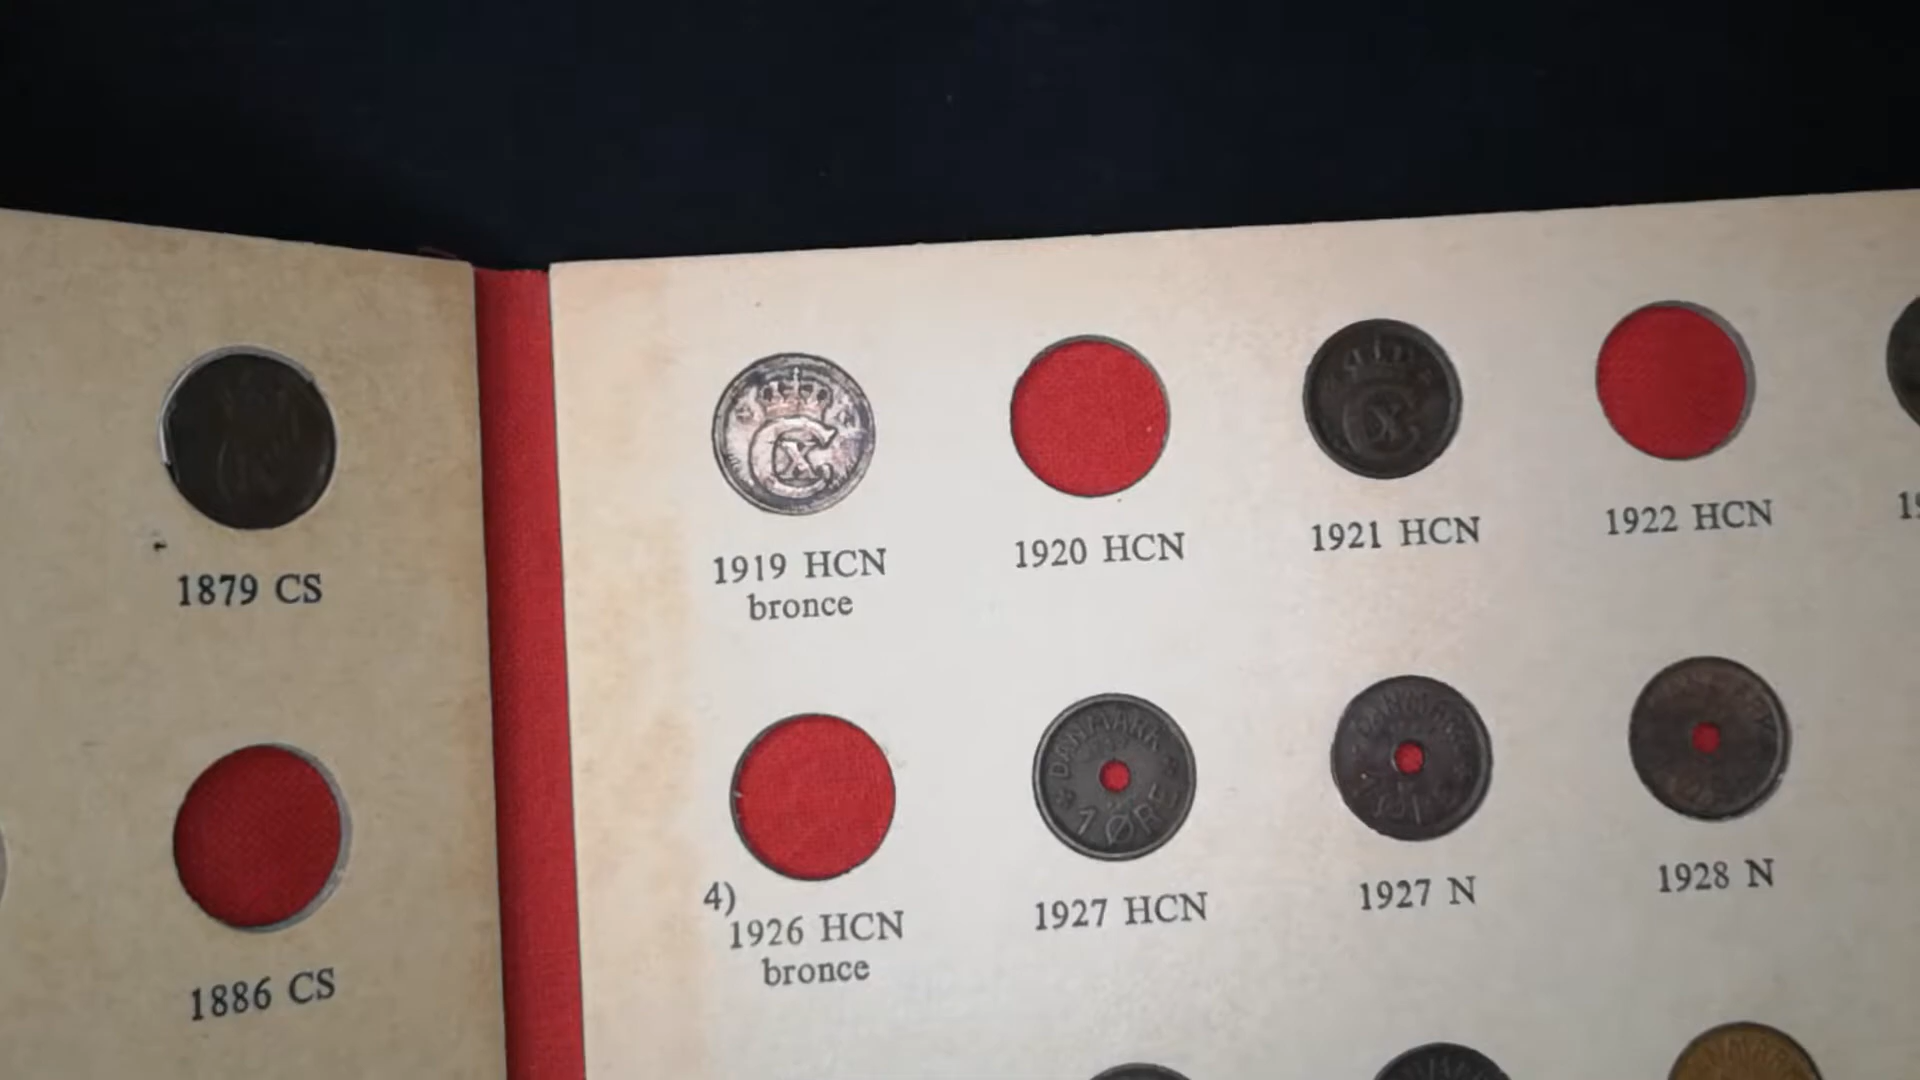 1879 CS
1886 CS
1919 HCN
bronce
1920 HCN
1921 HCN
1922 HCN
4)
1926 HCN
bronce
DANMARK
1 ØRE
1927 HCN
1927 N
1928 N